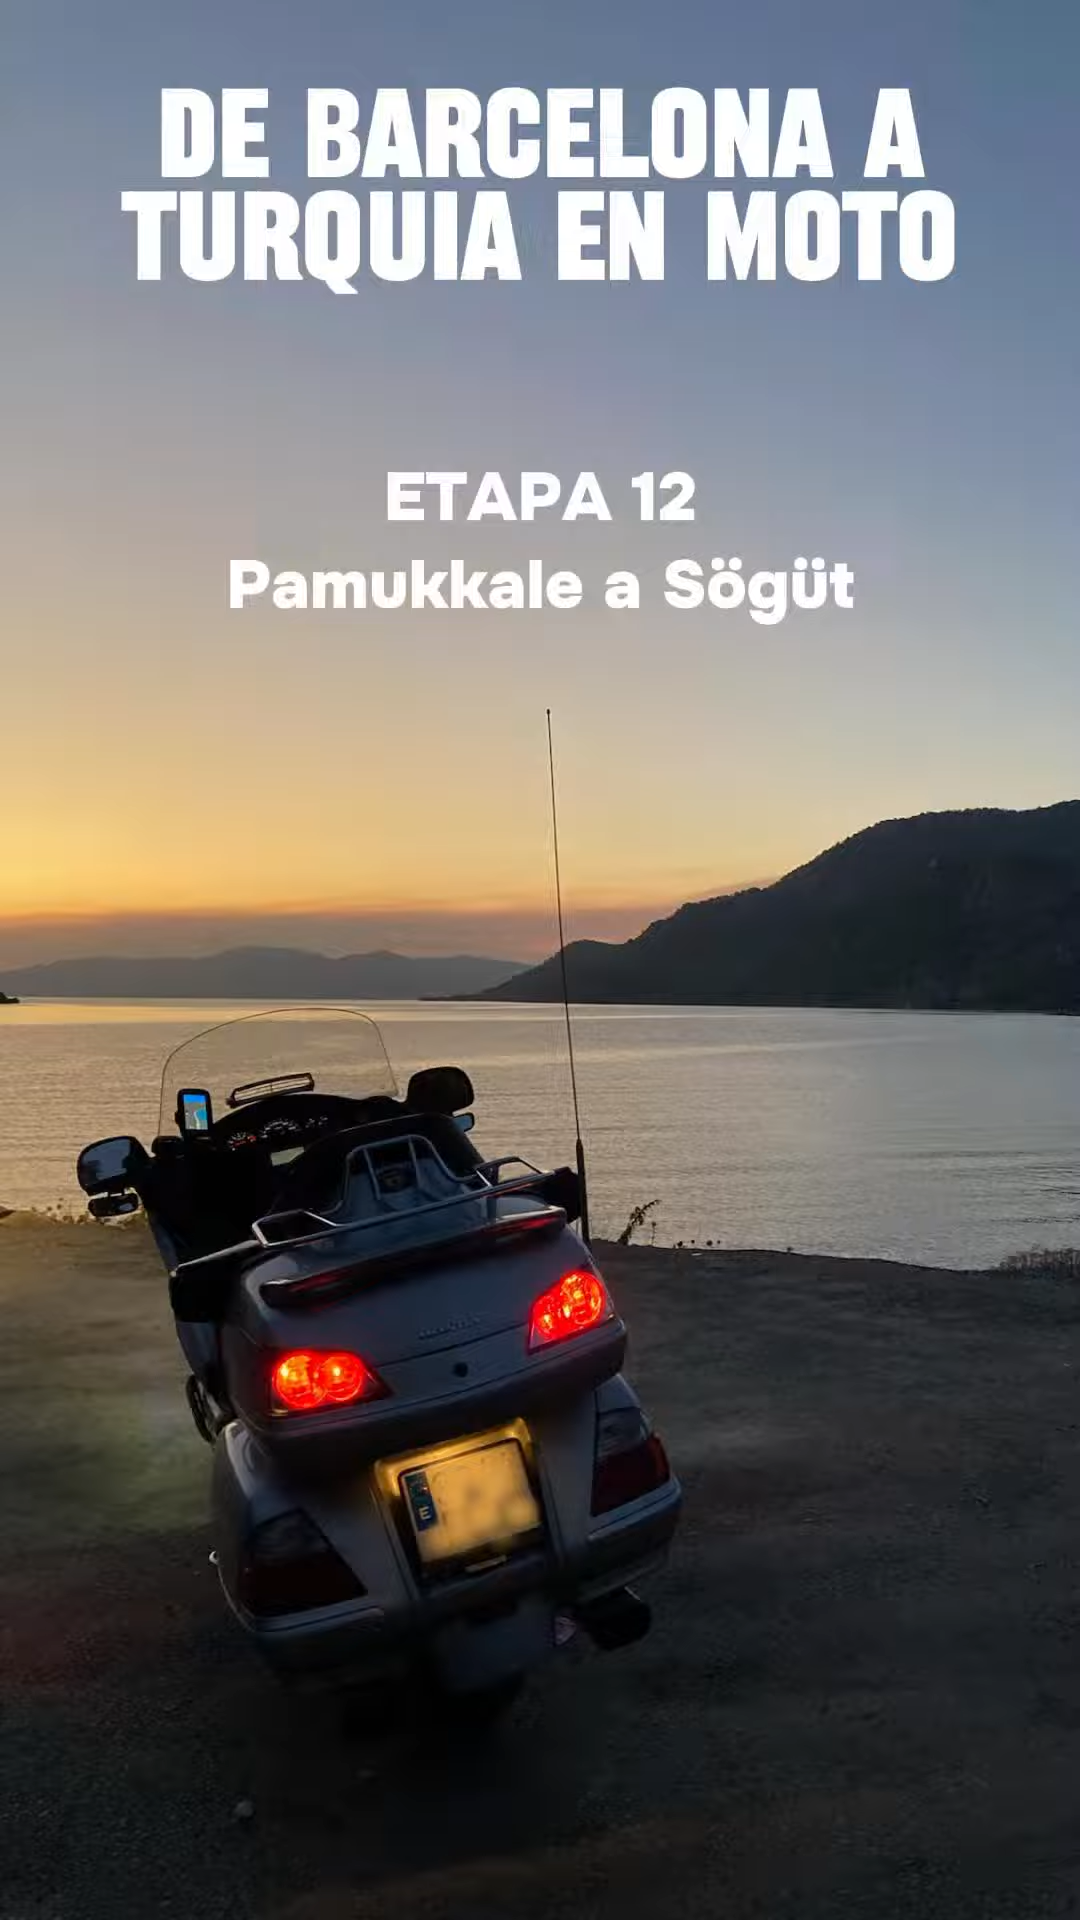 DE BARCELONA A
TURQUIA EN MOTO
ETAPA 12
Pamukkale a Sögüt
E